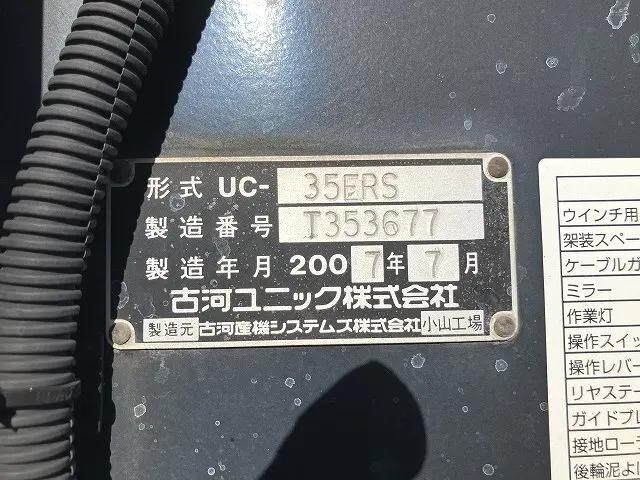 形式 UC- 35ERS
製造番号 T353677
製造年月 2007年7月
古河ユニック株式会社
製造元 古河産機システムズ株式会社 小山工場
ウインチ用
架装スペー
ケーブルガ
ミラー
作業灯
操作スイッ
操作レバー
リヤステー
ガイドプレ
接地ロー
後輪泥よ